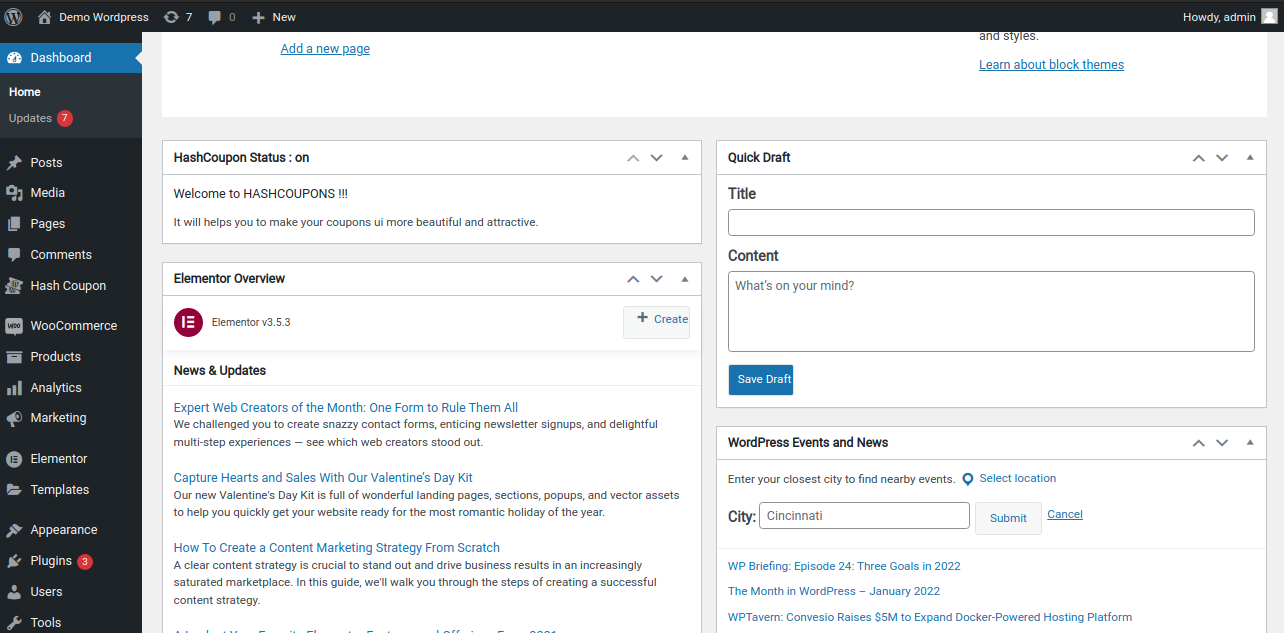 Demo Wordpress
7
0
New
Howdy, admin
Dashboard
Home
Updates 7
Posts
Media
Pages
Comments
Hash Coupon
WOO WooCommerce
Products
Analytics
Marketing
Elementor
Templates
Appearance
Plugins 3
Users
Tools
Add a new page
and styles.
Learn about block themes
HashCoupon Status : on
Welcome to HASHCOUPONS !!!
It will helps you to make your coupons ui more beautiful and attractive.
Elementor Overview
Elementor v3.5.3
Create
News & Updates
Expert Web Creators of the Month: One Form to Rule Them All
We challenged you to create snazzy contact forms, enticing newsletter signups, and delightful
multi-step experiences — see which web creators stood out.
Capture Hearts and Sales With Our Valentine's Day Kit
Our new Valentine's Day Kit is full of wonderful landing pages, sections, popups, and vector assets
to help you quickly get your website ready for the most romantic holiday of the year.
How To Create a Content Marketing Strategy From Scratch
A clear content strategy is crucial to stand out and drive business results in an increasingly
saturated marketplace. In this guide, we'll walk you through the steps of creating a successful
content strategy.
Quick Draft
Title
Content
What's on your mind?
Save Draft
WordPress Events and News
Enter your closest city to find nearby events.
Select location
City:
Cincinnati
Submit
Cancel
WP Briefing: Episode 24: Three Goals in 2022
The Month in WordPress – January 2022
WPTavern: Convesio Raises $5M to Expand Docker-Powered Hosting Platform